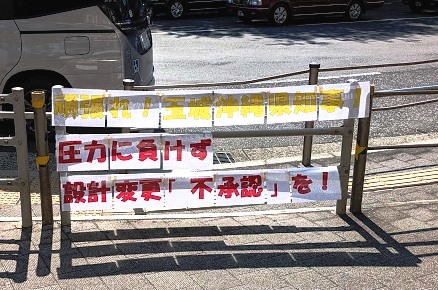 頑張れ！玉城沖縄県知事！
圧力に負けず
設計変更「不承認」を！